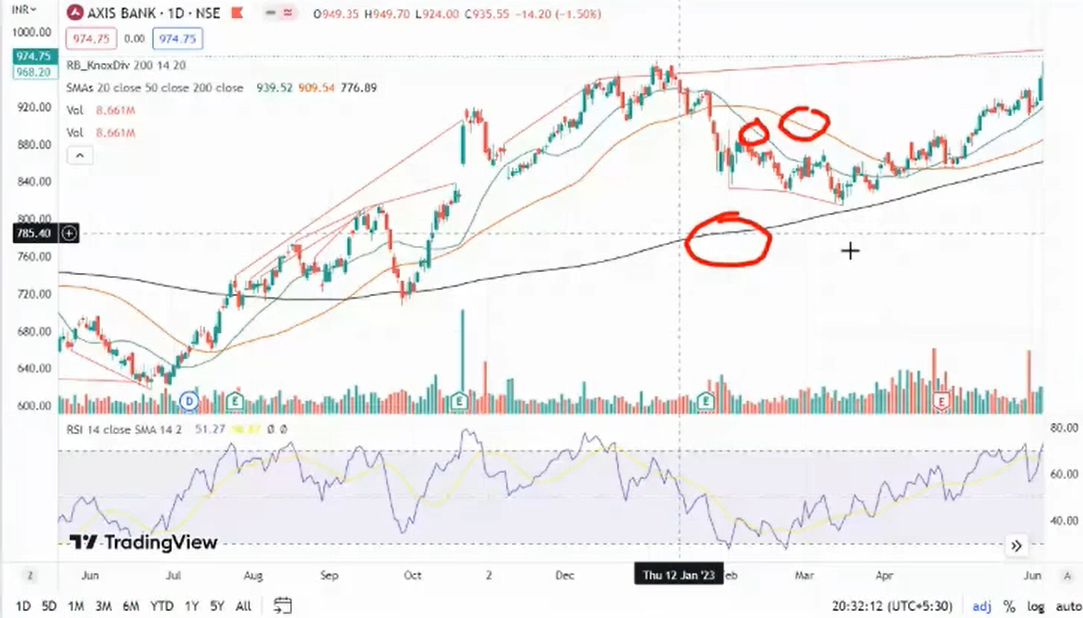 INR
AXIS BANK · 1D · NSE
O949.35 H949.70 L924.00 C935.55 −14.20 (−1.50%)
974.75 0.00 974.75
RB_KnoxDiv 200 14 20
SMAs 20 close 50 close 200 close 939.52 909.54 776.89
Vol 8.661M
Vol 8.661M
1000.00
974.75
968.20
920.00
880.00
840.00
800.00
785.40
760.00
720.00
680.00
640.00
600.00
D E E E E
RSI 14 close SMA 14 2 51.27
80.00
60.00
40.00
TradingView
Jun Jul Aug Sep Oct 2 Dec Thu 12 Jan '23 eb Mar Apr Jun
Z A
1D 5D 1M 3M 6M YTD 1Y 5Y All
20:32:12 (UTC+5:30) adj % log auto